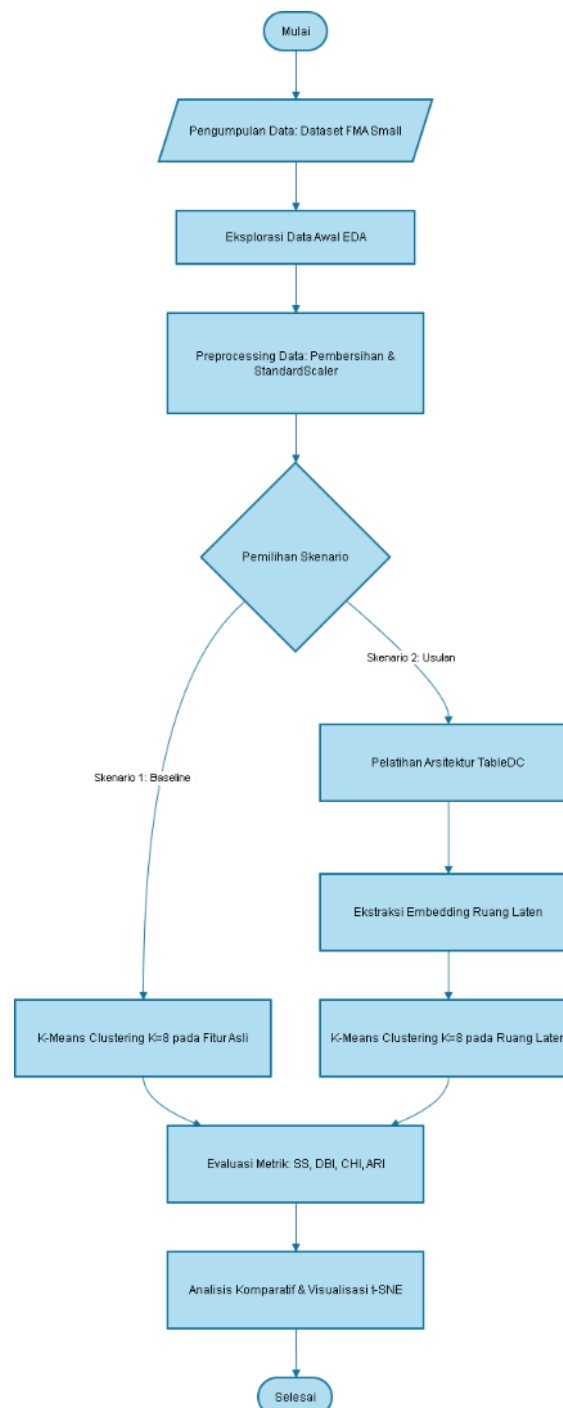 Mulai
Pengumpulan Data: Dataset FMA Small
Eksplorasi Data Awal EDA
Preprocessing Data: Pembersihan &
StandardScaler
Pemilihan Skenario
Skenario 2: Usulan
Pelatihan Arsitektur TableDC
Skenario 1: Baseline
Ekstraksi Embedding Ruang Laten
K-Means Clustering K=8 pada Fitur Asli
K-Means Clustering K=8 pada Ruang Laten
Evaluasi Metrik: SS, DBI, CHI, ARI
Analisis Komparatif & Visualisasi t-SNE
Selesai